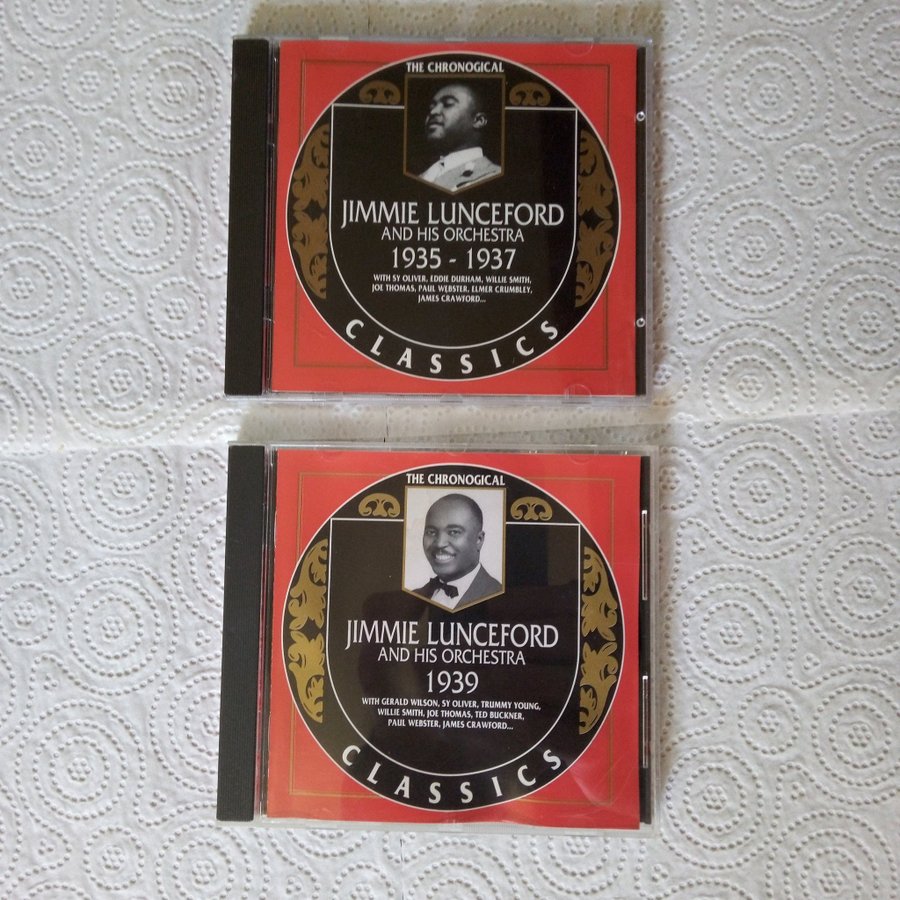 THE CHRONOGICAL
JIMMIE LUNCEFORD
AND HIS ORCHESTRA
1935 - 1937
WITH SY OLIVER, EDDIE DURHAM, WILLIE SMITH,
JOE THOMAS, PAUL WEBSTER, ELMER CRUMBLEY,
JAMES CRAWFORD...
CLASSICS
THE CHRONOGICAL
JIMMIE LUNCEFORD
AND HIS ORCHESTRA
1939
WITH GERALD WILSON, SY OLIVER, TRUMMY YOUNG,
WILLIE SMITH, JOE THOMAS, TED BUCKNER,
PAUL WEBSTER, JAMES CRAWFORD...
CLASSICS